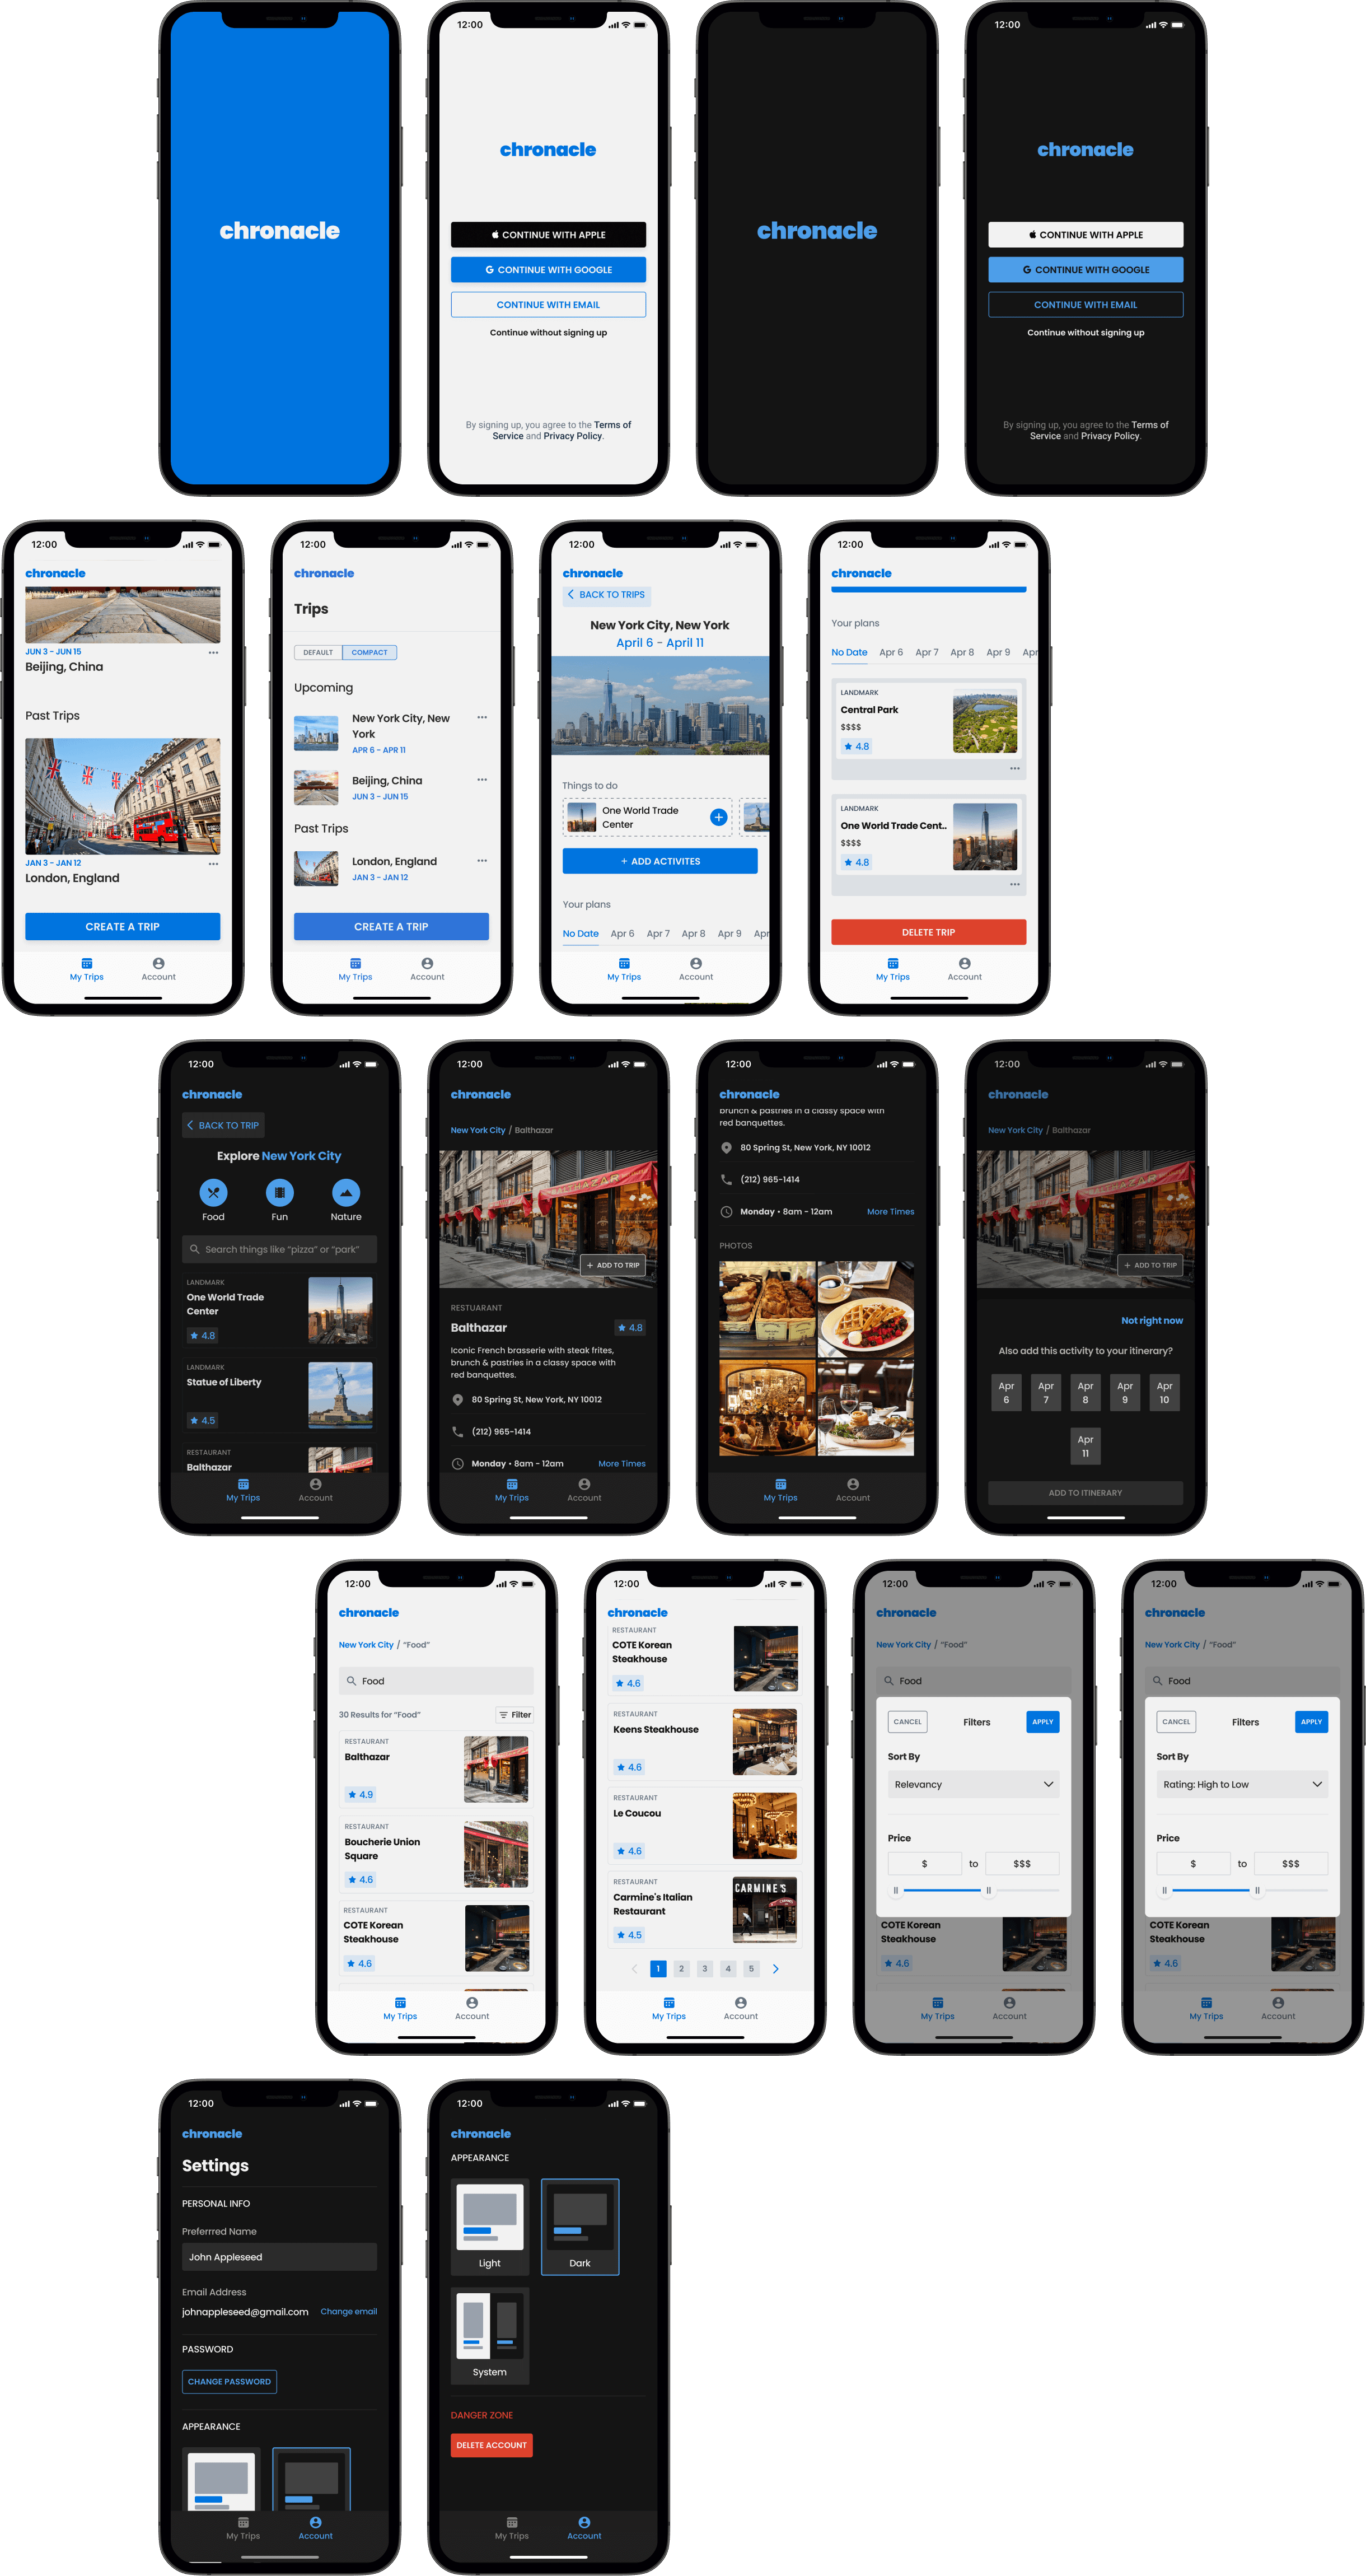 chronacle
12:00
chronacle
CONTINUE WITH APPLE
G CONTINUE WITH GOOGLE
CONTINUE WITH EMAIL
Continue without signing up
By signing up, you agree to the Terms of
Service and Privacy Policy.
chronacle
12:00
chronacle
CONTINUE WITH APPLE
G CONTINUE WITH GOOGLE
CONTINUE WITH EMAIL
Continue without signing up
By signing up, you agree to the Terms of
Service and Privacy Policy.
12:00
chronacle
JUN 3 - JUN 15
Beijing, China
Past Trips
JAN 3 - JAN 12
London, England
CREATE A TRIP
My Trips
Account
12:00
chronacle
Trips
DEFAULT
COMPACT
Upcoming
New York City, New
York
APR 6 - APR 11
Beijing, China
JUN 3 - JUN 15
Past Trips
London, England
JAN 3 - JAN 12
CREATE A TRIP
My Trips
Account
12:00
chronacle
BACK TO TRIPS
New York City, New York
April 6 - April 11
Things to do
One World Trade
Center
+ ADD ACTIVITES
Your plans
No Date Apr 6 Apr 7 Apr 8 Apr 9 Apr
My Trips
Account
12:00
chronacle
Your plans
No Date Apr 6 Apr 7 Apr 8 Apr 9 Apr
LANDMARK
Central Park
$$$$
4.8
LANDMARK
One World Trade Cent..
$$$$
4.8
DELETE TRIP
My Trips
Account
12:00
chronacle
BACK TO TRIP
Explore New York City
Food
Fun
Nature
Search things like “pizza” or “park”
LANDMARK
One World Trade
Center
4.8
LANDMARK
Statue of Liberty
4.5
RESTAURANT
Balthazar
My Trips
Account
12:00
chronacle
New York City / Balthazar
BALTHAZAR
+ ADD TO TRIP
RESTUARANT
Balthazar
4.8
Iconic French brasserie with steak frites,
brunch & pastries in a classy space with
red banquettes.
80 Spring St, New York, NY 10012
(212) 965-1414
Monday • 8am - 12am
More Times
My Trips
Account
12:00
chronacle
brunch & pastries in a classy space with
red banquettes.
80 Spring St, New York, NY 10012
(212) 965-1414
Monday • 8am - 12am
More Times
PHOTOS
My Trips
Account
12:00
chronacle
New York City / Balthazar
BALTHAZAR
+ ADD TO TRIP
Not right now
Also add this activity to your itinerary?
Apr
6
Apr
7
Apr
8
Apr
9
Apr
10
Apr
11
ADD TO ITINERARY
12:00
chronacle
New York City / “Food”
Food
30 Results for “Food”
Filter
RESTAURANT
Balthazar
4.9
RESTAURANT
Boucherie Union
Square
4.6
RESTAURANT
COTE Korean
Steakhouse
4.6
My Trips
Account
12:00
chronacle
RESTAURANT
COTE Korean
Steakhouse
4.6
RESTAURANT
Keens Steakhouse
4.6
RESTAURANT
Le Coucou
4.6
RESTAURANT
Carmine's Italian
Restaurant
4.5
CARMINE'S
1 2 3 4 5
My Trips
Account
12:00
chronacle
New York City / “Food”
Food
CANCEL
Filters
APPLY
Sort By
Relevancy
Price
$ to $$$
COTE Korean
Steakhouse
4.6
My Trips
Account
12:00
chronacle
New York City / “Food”
Food
CANCEL
Filters
APPLY
Sort By
Rating: High to Low
Price
$ to $$$
COTE Korean
Steakhouse
4.6
My Trips
Account
12:00
chronacle
Settings
PERSONAL INFO
Preferrred Name
John Appleseed
Email Address
johnappleseed@gmail.com
Change email
PASSWORD
CHANGE PASSWORD
APPEARANCE
My Trips
Account
12:00
chronacle
APPEARANCE
Light
Dark
System
DANGER ZONE
DELETE ACCOUNT
My Trips
Account